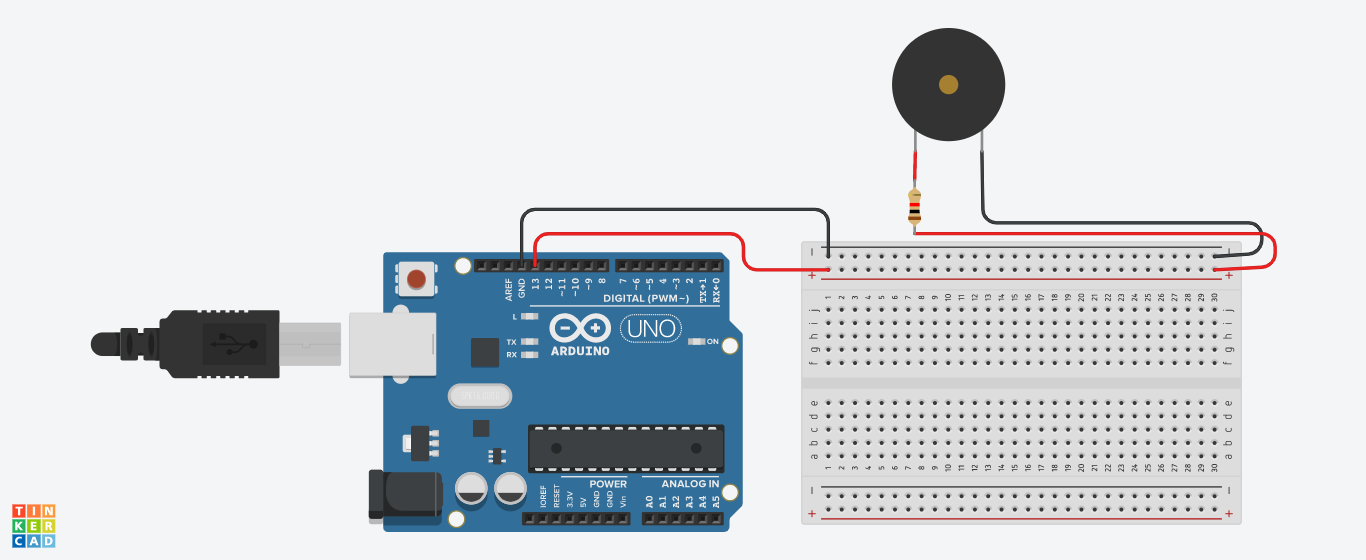 AREF
GND
13
12
~11
~10
~9
8
7
~6
~5
4
~3
2
TX→1
RX←0
DIGITAL (PWM~)
L
TX
RX
ARDUINO
UNO
ON
IOREF
RESET
3.3V
5V
GND
GND
Vin
POWER
ANALOG IN
A0
A1
A2
A3
A4
A5
1 2 3 4 5 6 7 8 9 10 11 12 13 14 15 16 17 18 19 20 21 22 23 24 25 26 27 28 29 30
j j
i i
h h
g g
f f
e e
d d
c c
b b
a a
1 2 3 4 5 6 7 8 9 10 11 12 13 14 15 16 17 18 19 20 21 22 23 24 25 26 27 28 29 30
TIN
KER
CAD